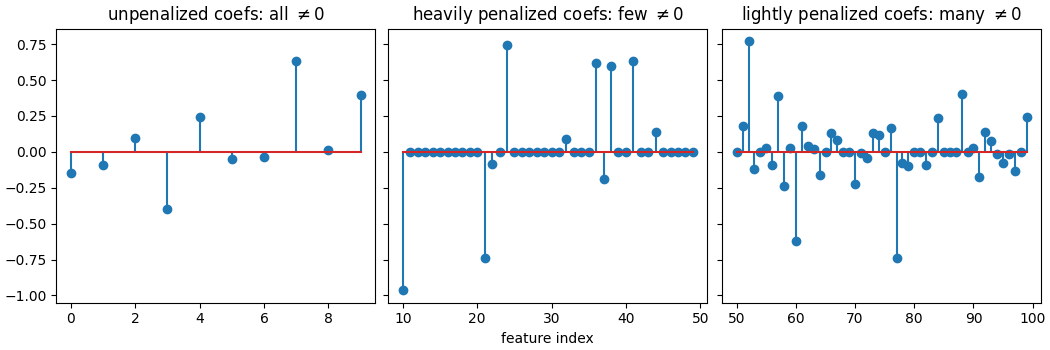 unpenalized coefs: all ≠0
heavily penalized coefs: few ≠0
lightly penalized coefs: many ≠0
0.75
0.50
0.25
0.00
−0.25
−0.50
−0.75
−1.00
0 2 4 6 8
10 20 30 40 50
50 60 70 80 90 100
feature index